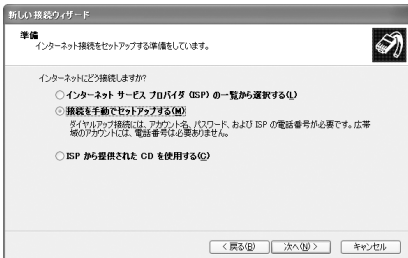 新しい接続ウィザード
準備
インターネット接続をセットアップする準備をしています。
インターネットにどう接続しますか?
インターネット サービス プロバイダ (ISP) の一覧から選択する(L)
接続を手動でセットアップする(M)
ダイヤルアップ接続には、アカウント名、パスワード、および ISP の電話番号が必要です。広帯
域のアカウントには、電話番号は必要ありません。
ISP から提供された CD を使用する(C)
< 戻る(B) 次へ(N) > キャンセル